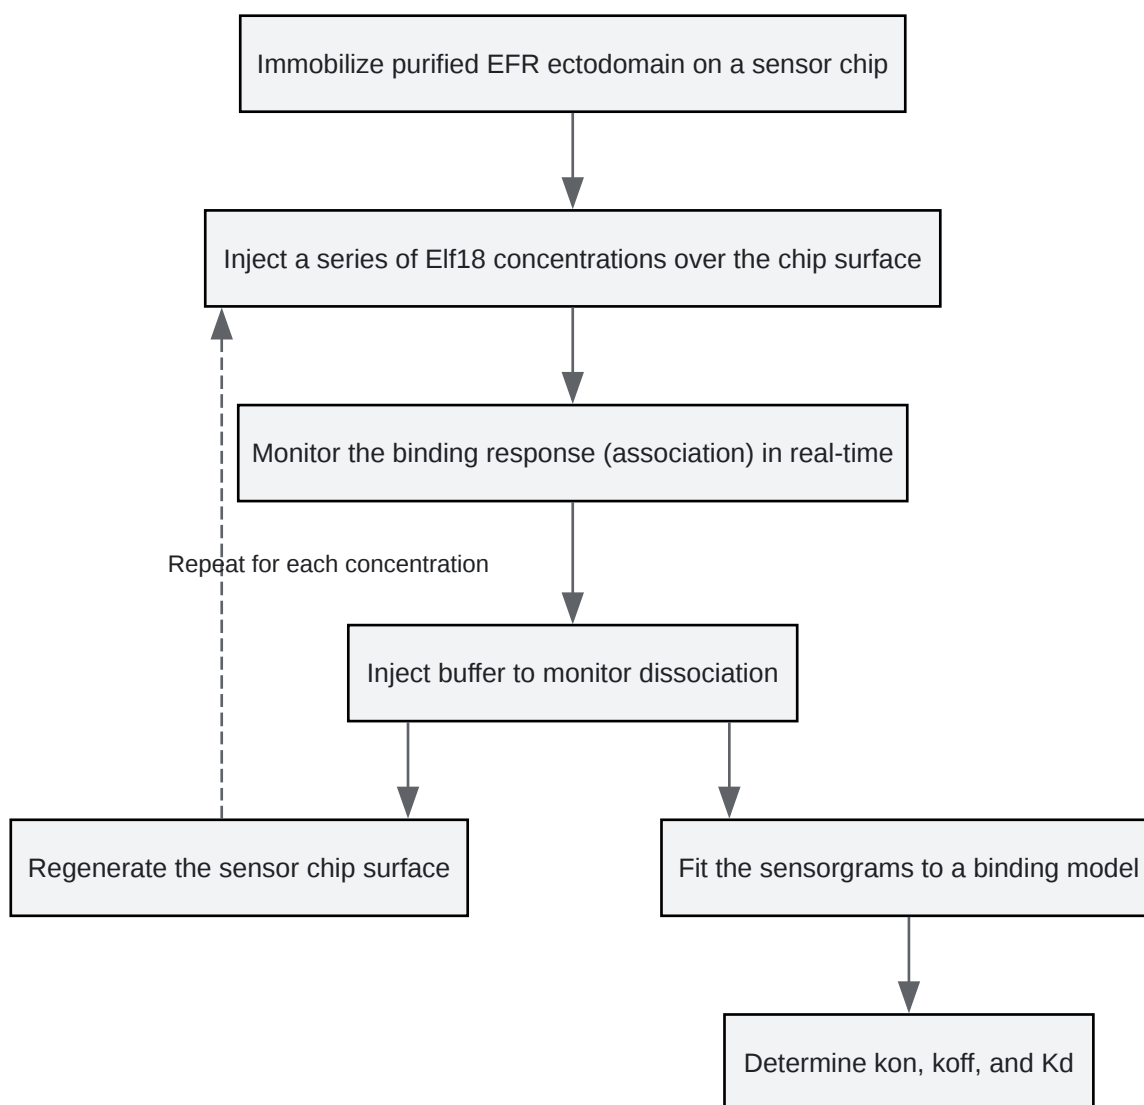 Immobilize purified EFR ectodomain on a sensor chip
Inject a series of Elf18 concentrations over the chip surface
Monitor the binding response (association) in real-time
Repeat for each concentration
Inject buffer to monitor dissociation
Regenerate the sensor chip surface
Fit the sensorgrams to a binding model
Determine kon, koff, and Kd